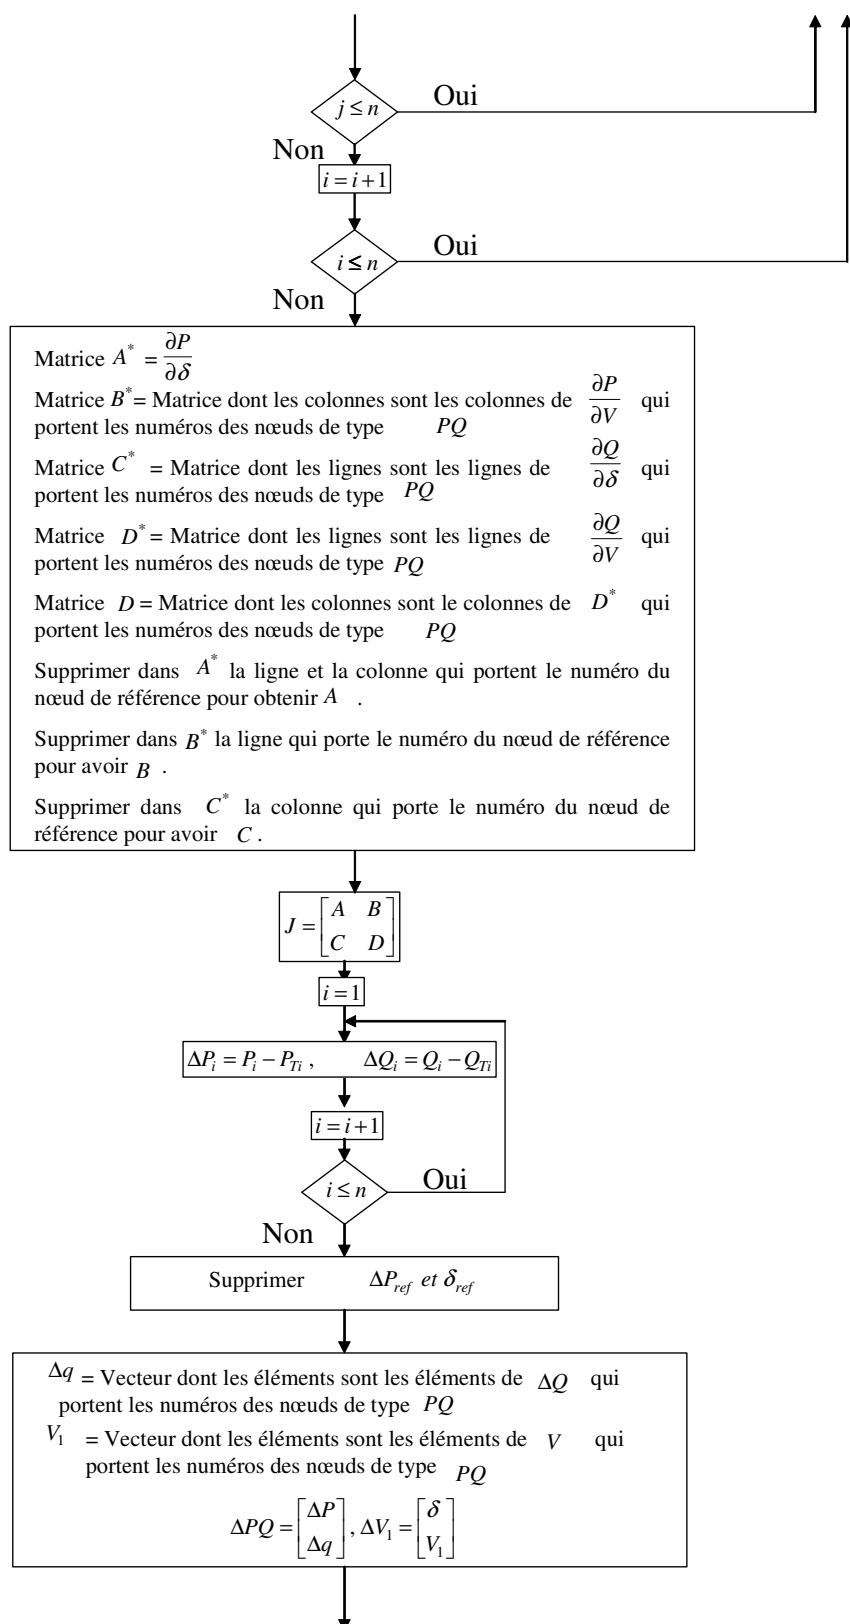 j ≤ n
Oui
Non
i = i+1
i ≤ n
Oui
Non
Matrice A* = ∂P/∂δ
Matrice B* = Matrice dont les colonnes sont les colonnes de ∂P/∂V qui
portent les numéros des nœuds de type PQ
Matrice C* = Matrice dont les lignes sont les lignes de ∂Q/∂δ qui
portent les numéros des nœuds de type PQ
Matrice D* = Matrice dont les lignes sont les lignes de ∂Q/∂V qui
portent les numéros des nœuds de type PQ
Matrice D = Matrice dont les colonnes sont le colonnes de D* qui
portent les numéros des nœuds de type PQ
Supprimer dans A* la ligne et la colonne qui portent le numéro du
nœud de référence pour obtenir A .
Supprimer dans B* la ligne qui porte le numéro du nœud de référence
pour avoir B .
Supprimer dans C* la colonne qui porte le numéro du nœud de
référence pour avoir C .
J = [A B
C D]
i = 1
ΔP_i = P_i − P_Ti , ΔQ_i = Q_i − Q_Ti
i = i+1
i ≤ n
Oui
Non
Supprimer ΔP_ref et δ_ref
Δq = Vecteur dont les éléments sont les éléments de ΔQ qui
portent les numéros des nœuds de type PQ
V_1 = Vecteur dont les éléments sont les éléments de V qui
portent les numéros des nœuds de type PQ
ΔPQ = [ΔP
Δq] , ΔV_1 = [δ
V_1]